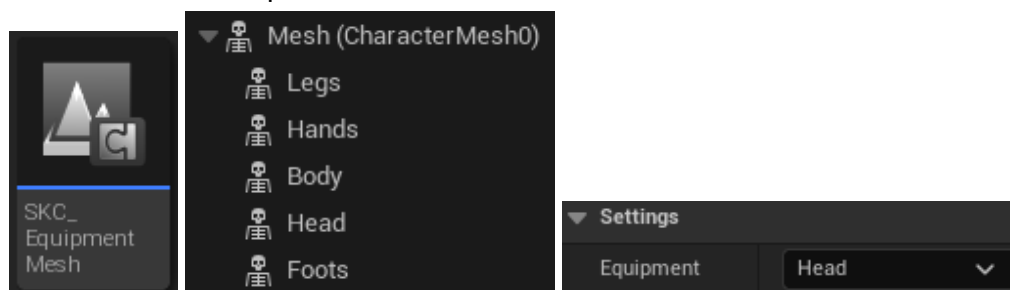 SKC_
Equipment
Mesh
Mesh (CharacterMesh0)
Legs
Hands
Body
Head
Foots
Settings
Equipment Head